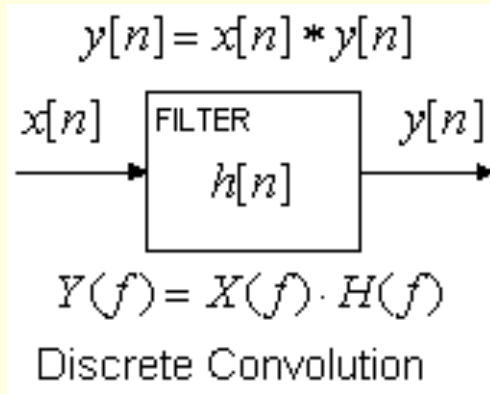 y[n] = x[n] * y[n]
x[n] FILTER y[n]
h[n]
Y(f) = X(f) · H(f)
Discrete Convolution